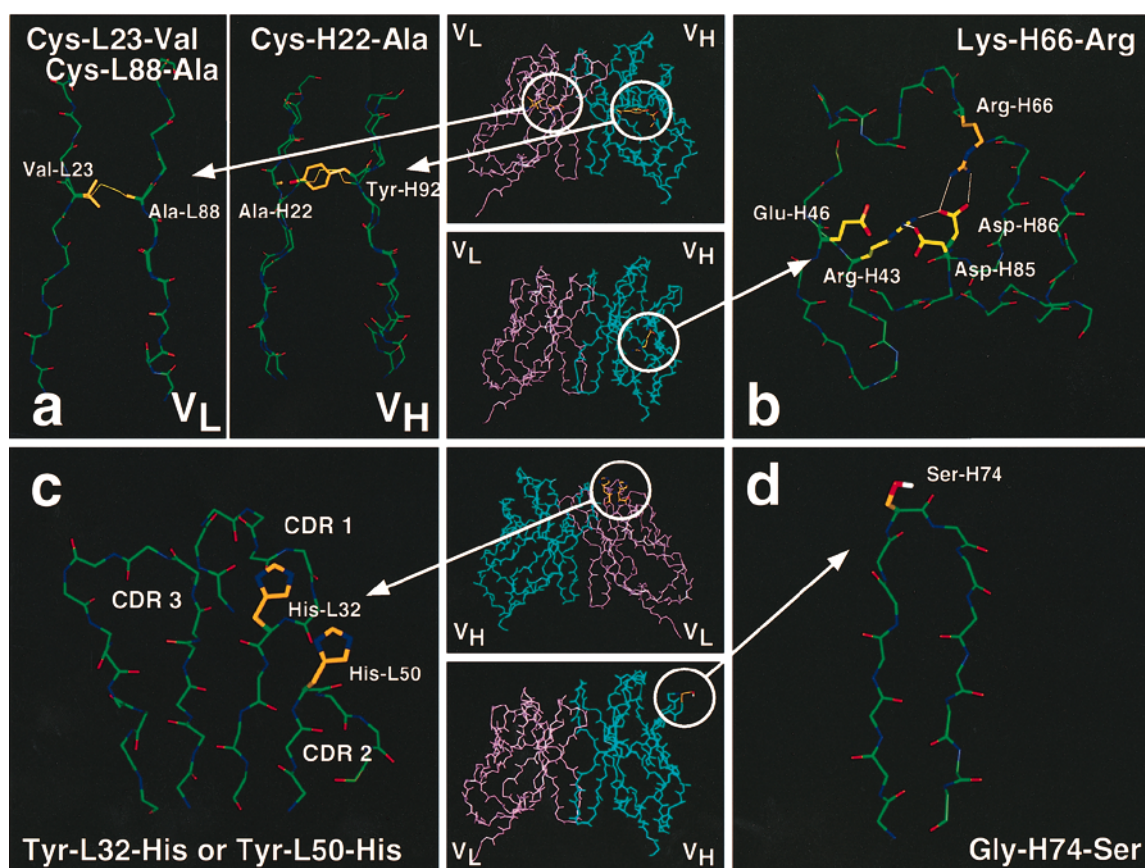 Cys-L23-Val
Cys-L88-Ala
Val-L23
Ala-L88
a
VL
Cys-H22-Ala
Ala-H22
Tyr-H92
VH
VL
VH
VL
VH
Lys-H66-Arg
Arg-H66
Glu-H46
Asp-H86
Arg-H43
Asp-H85
b
c
CDR 1
CDR 3
His-L32
His-L50
CDR 2
Tyr-L32-His or Tyr-L50-His
VH
VL
VL
VH
d
Ser-H74
Gly-H74-Ser